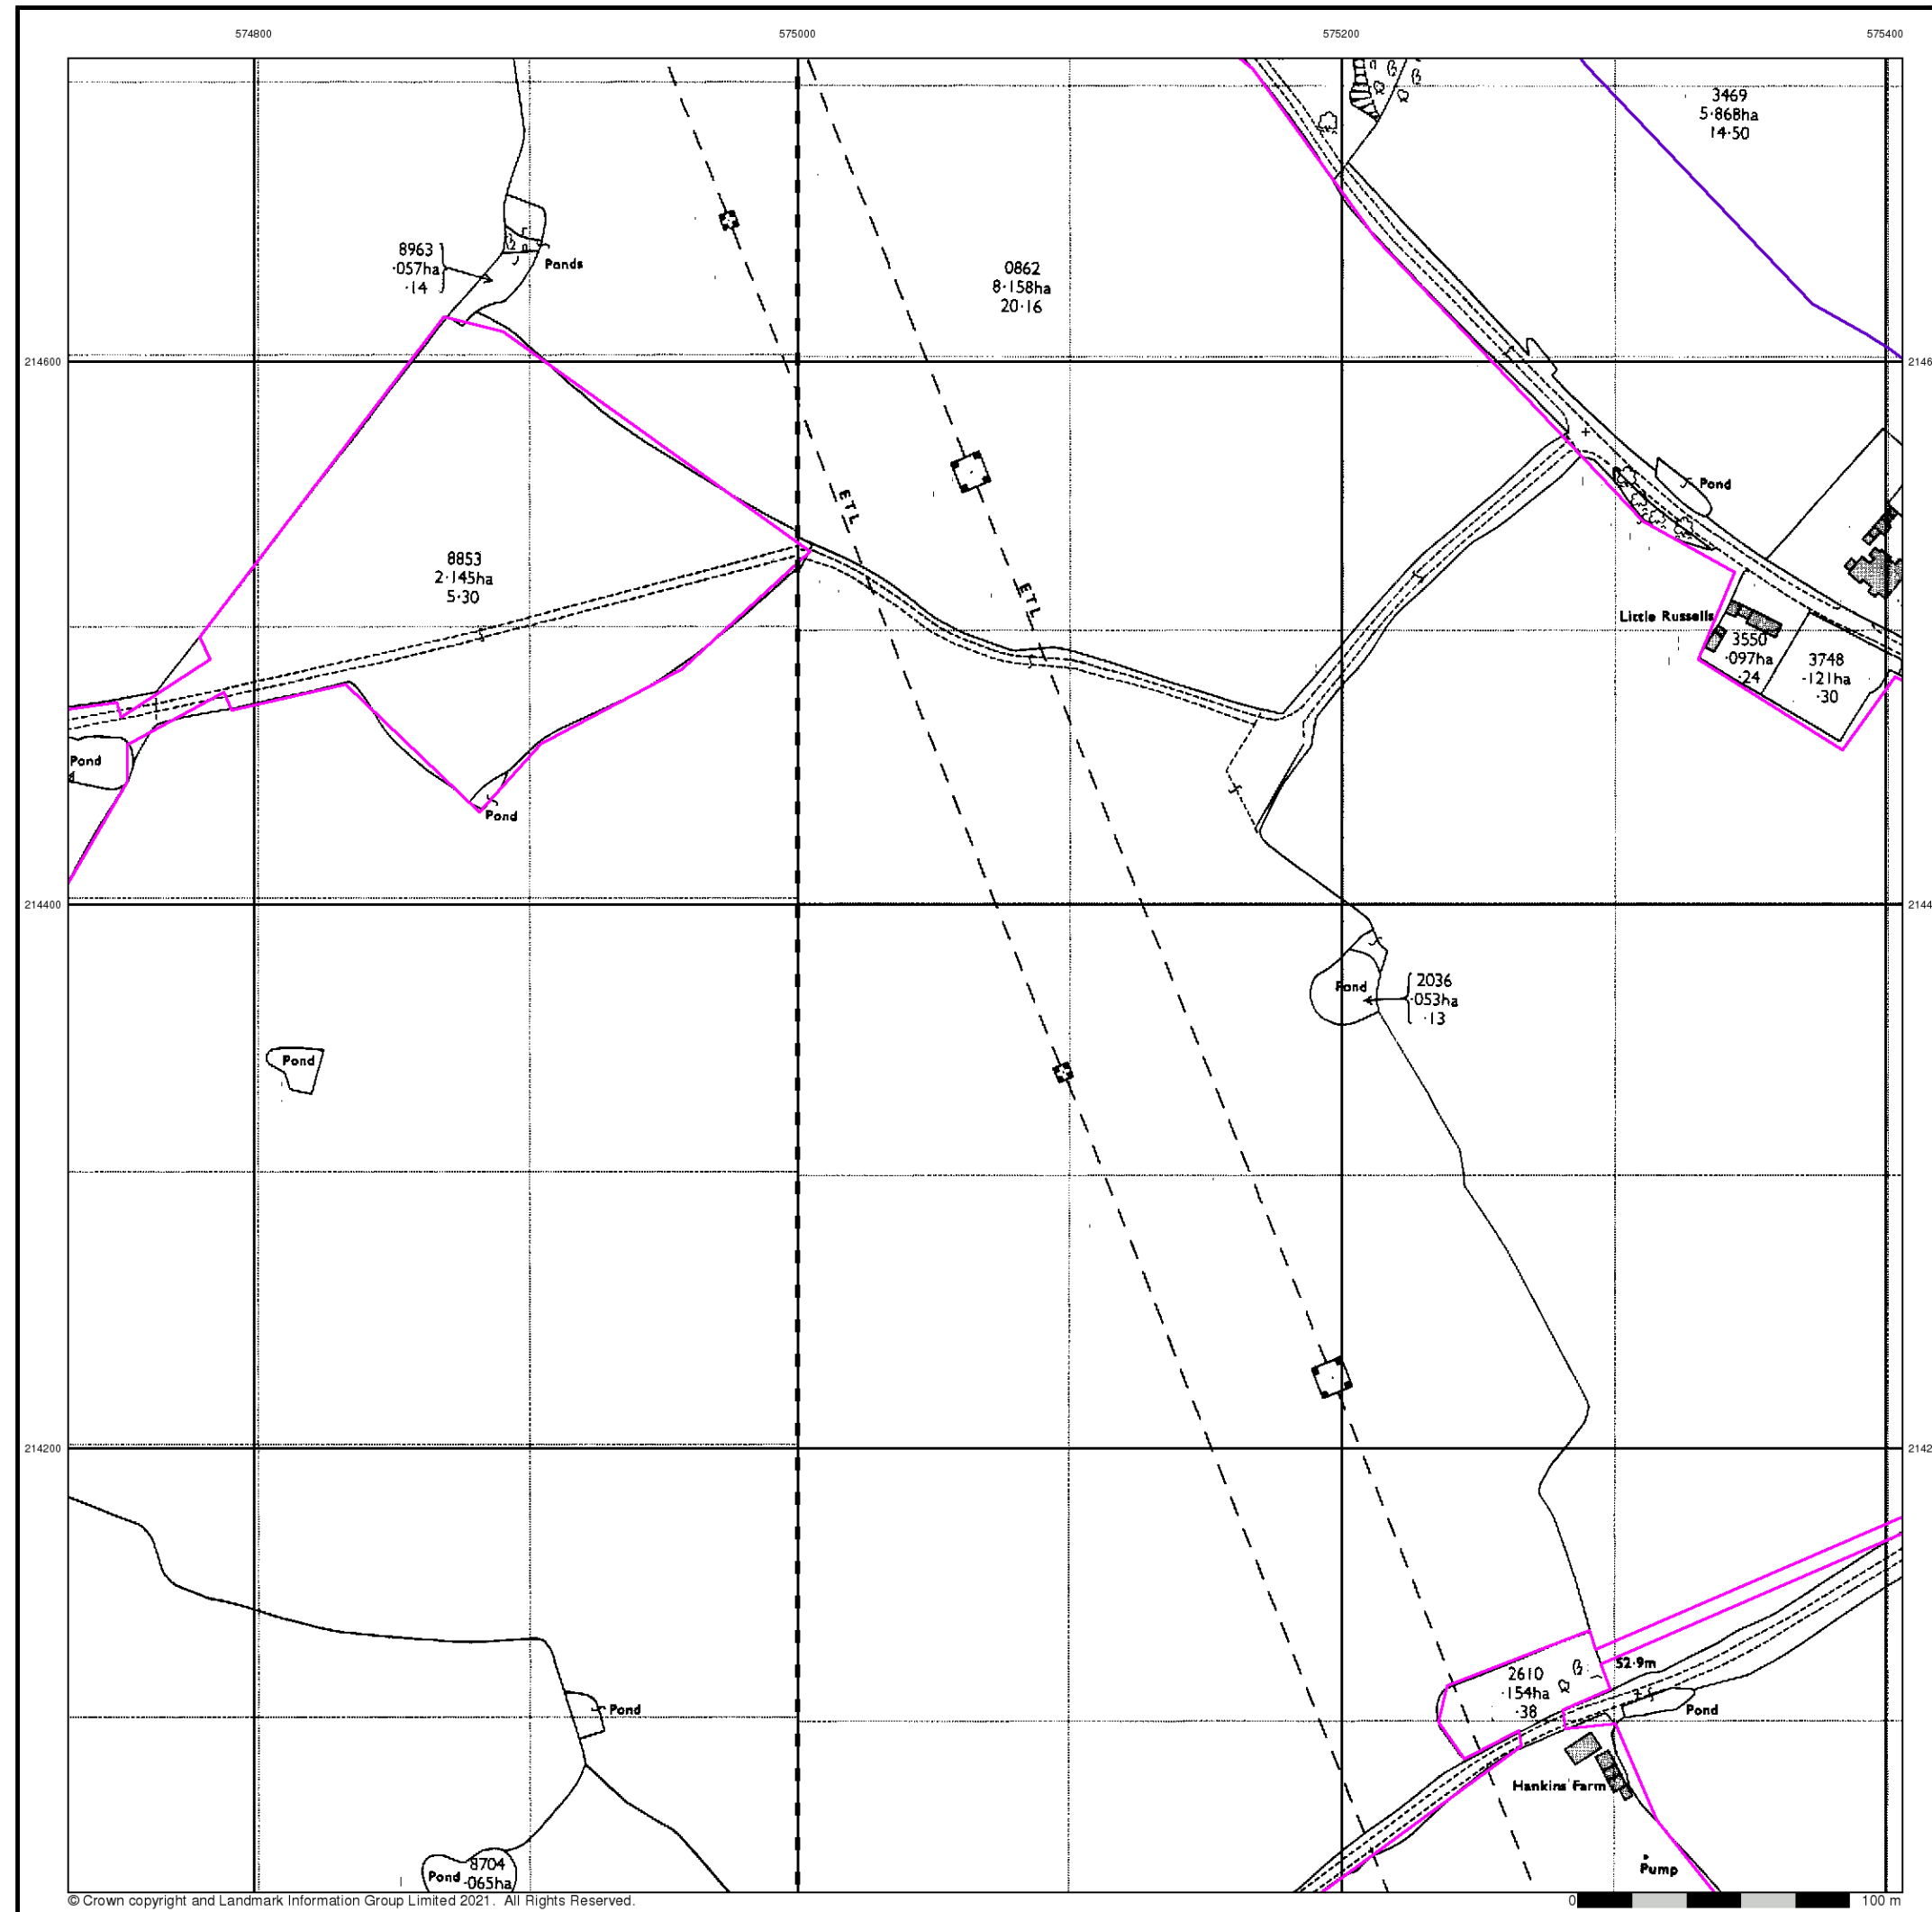 574800
575000
575200
575400
3469
5·868ha
14·50
8963
·057ha
·14
Ponds
0862
8·158ha
20·16
214600
2146
ETL
Pond
8853
2·145ha
5·30
ETL
Little Russells
3550
·097ha
·24
3748
·121ha
·30
Pond
Pond
214400
2144
Pond
2036
·053ha
·13
Pond
214200
2142
52·9m
2610
·154ha
·38
Pond
Pond
Hankins' Farm
8704
Pond
·065ha
Pump
© Crown copyright and Landmark Information Group Limited 2021. All Rights Reserved.
0
100 m